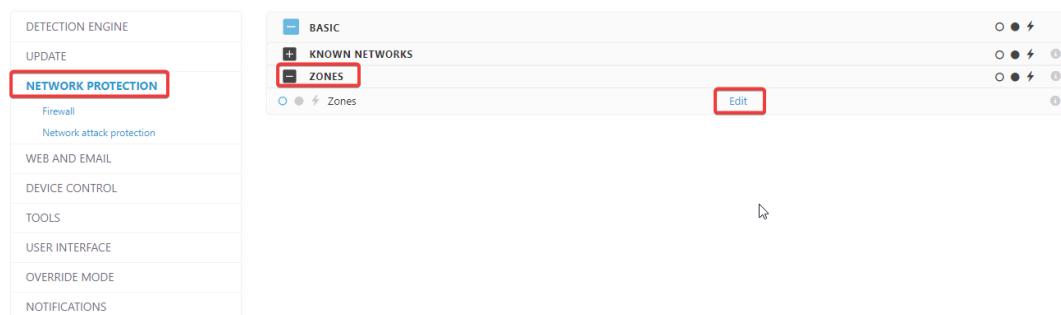 DETECTION ENGINE
UPDATE
NETWORK PROTECTION
Firewall
Network attack protection
WEB AND EMAIL
DEVICE CONTROL
TOOLS
USER INTERFACE
OVERRIDE MODE
NOTIFICATIONS
BASIC
KNOWN NETWORKS
ZONES
Zones Edit